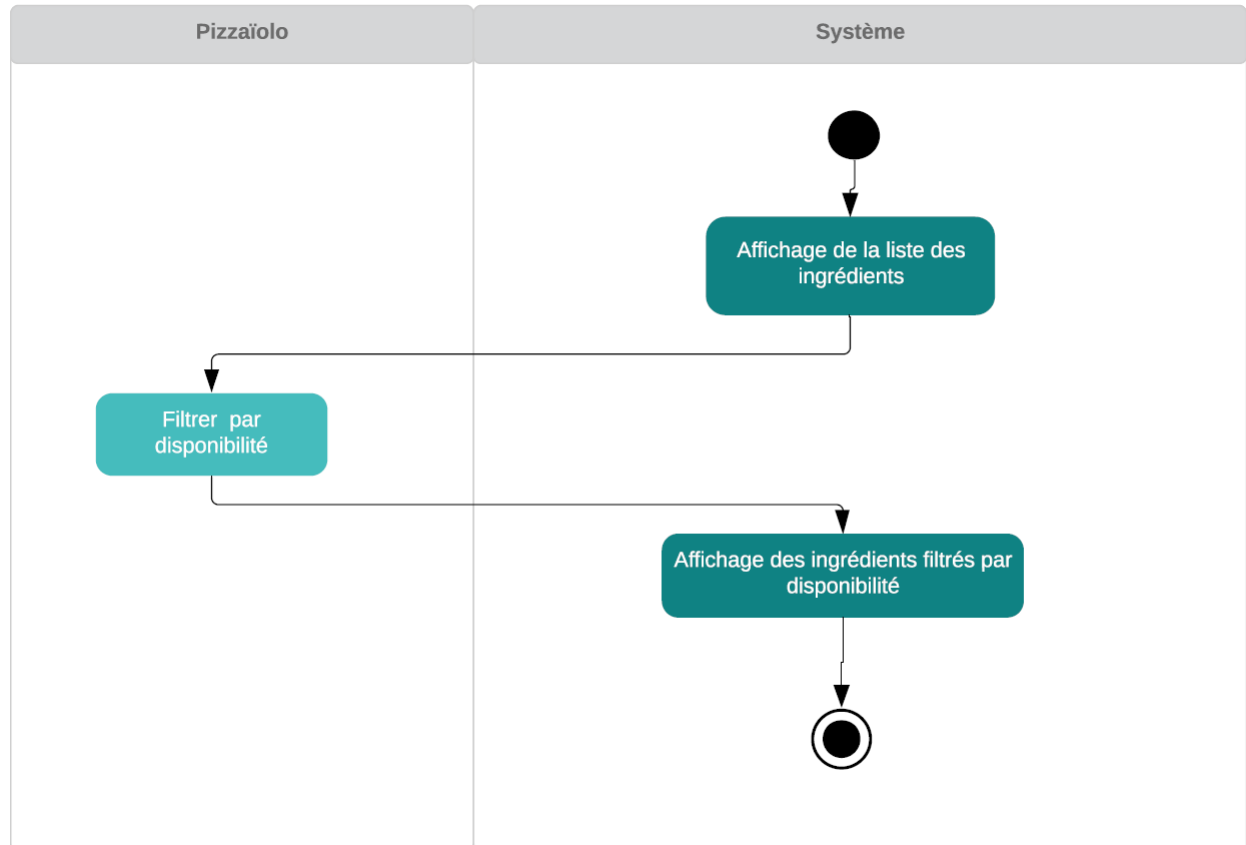 Pizzaïolo
Système
Affichage de la liste des
ingrédients
Filtrer par
disponibilité
Affichage des ingrédients filtrés par
disponibilité